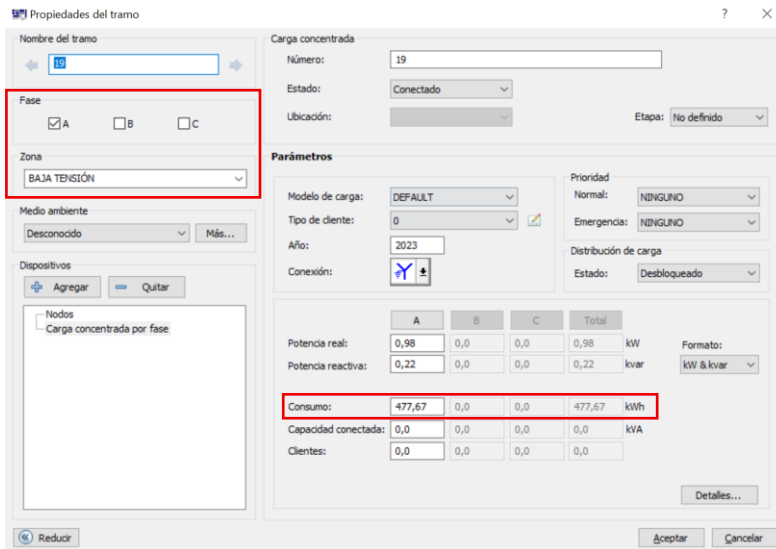 Propiedades del tramo
Nombre del tramo
19
Fase
A B C
Zona
BAJA TENSIÓN
Medio ambiente
Desconocido Más...
Dispositivos
Agregar Quitar
Nodos
Carga concentrada por fase
Reducir
Carga concentrada
Número: 19
Estado: Conectado
Ubicación: Etapa: No definido
Parámetros
Modelo de carga: DEFAULT
Tipo de cliente: 0
Año: 2023
Conexión:
Prioridad
Normal: NINGUNO
Emergencia: NINGUNO
Distribución de carga
Estado: Desbloqueado
A B C Total
Potencia real: 0,98 0,0 0,0 0,98 kW Formato:
Potencia reactiva: 0,22 0,0 0,0 0,22 kvar kW & kvar
Consumo: 477,67 0,0 0,0 477,67 kWh
Capacidad conectada: 0,0 0,0 0,0 0,0 kVA
Clientes: 0,0 0,0 0,0 0,0
Detalles...
Aceptar Cancelar